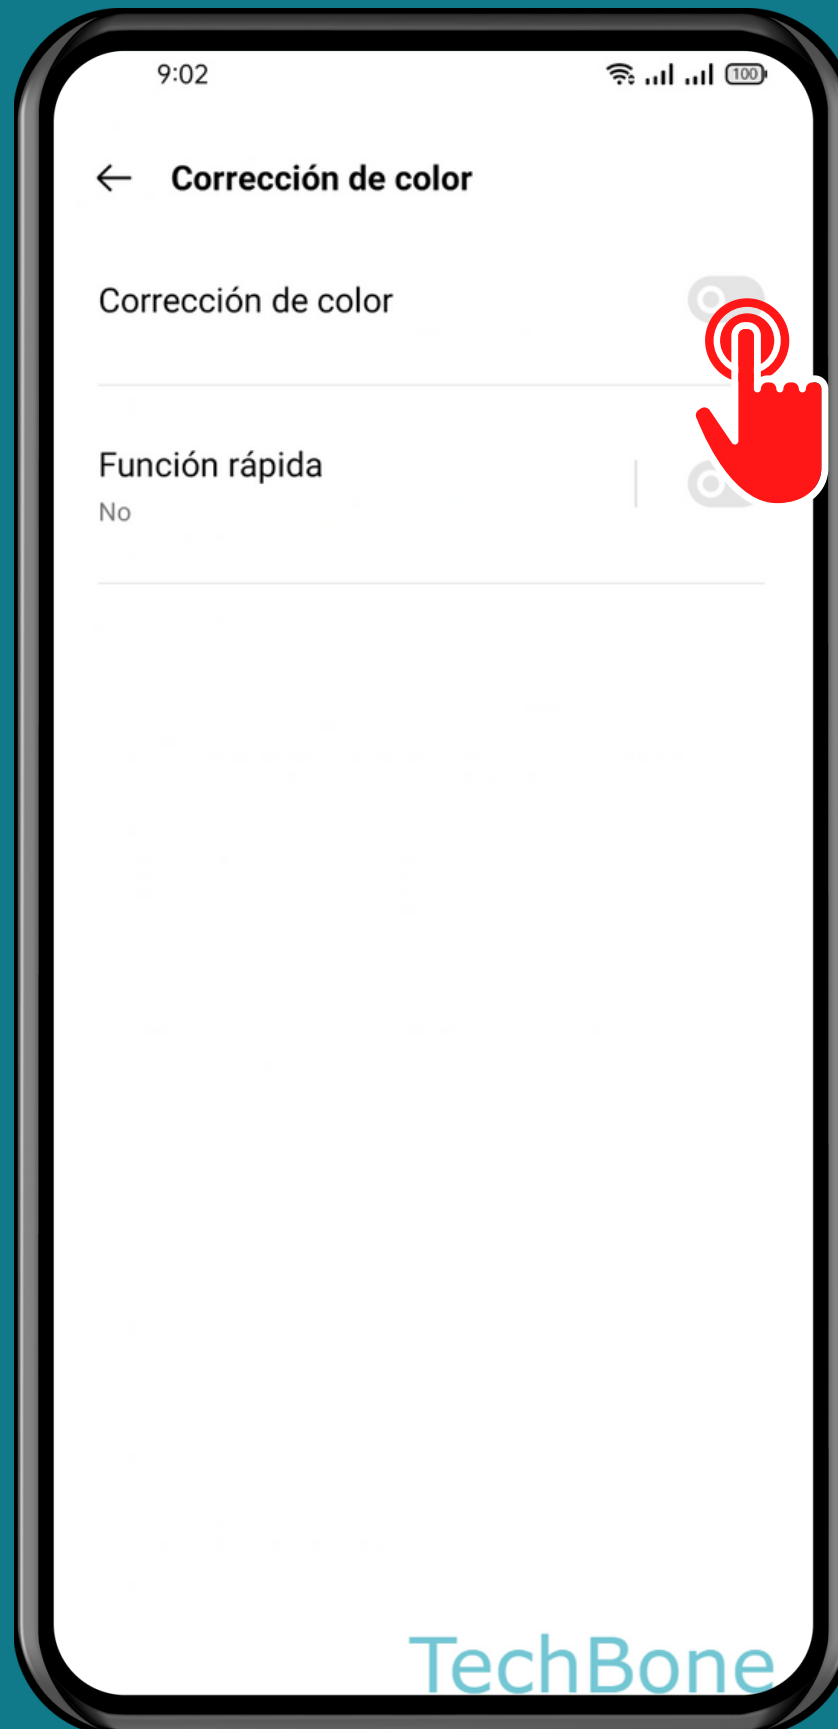 9:02
100
Corrección de color
Corrección de color
Función rápida
No
TechBone